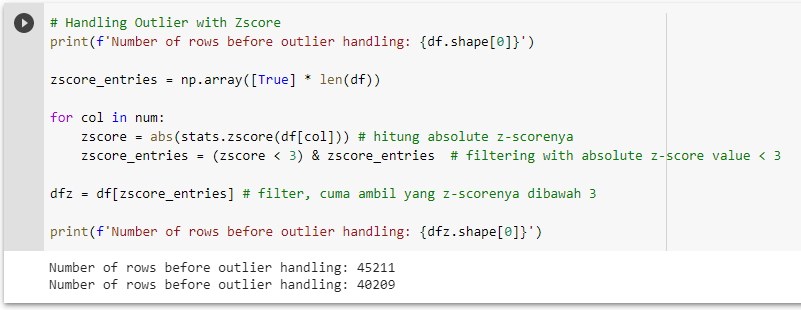 # Handling Outlier with Zscore
print(f'Number of rows before outlier handling: {df.shape[0]}')
zscore_entries = np.array([True] * len(df))
for col in num:
zscore = abs(stats.zscore(df[col])) # hitung absolute z-scorenya
zscore_entries = (zscore < 3) & zscore_entries  # filtering with absolute z-score value < 3
dfz = df[zscore_entries] # filter, cuma ambil yang z-scorenya dibawah 3
print(f'Number of rows before outlier handling: {dfz.shape[0]}')
Number of rows before outlier handling: 45211
Number of rows before outlier handling: 40209